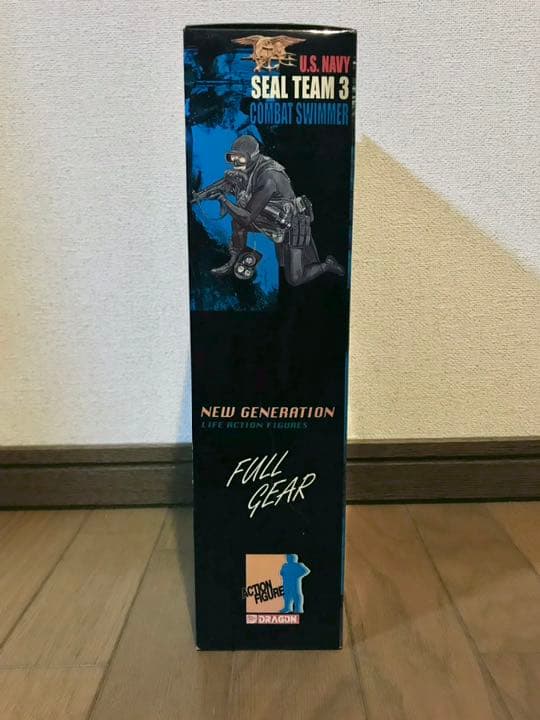 U.S. NAVY
SEAL TEAM 3
COMBAT SWIMMER
NEW GENERATION
LIFE ACTION FIGURES
FULL
GEAR
ACTION
FIGURE
DRAGON